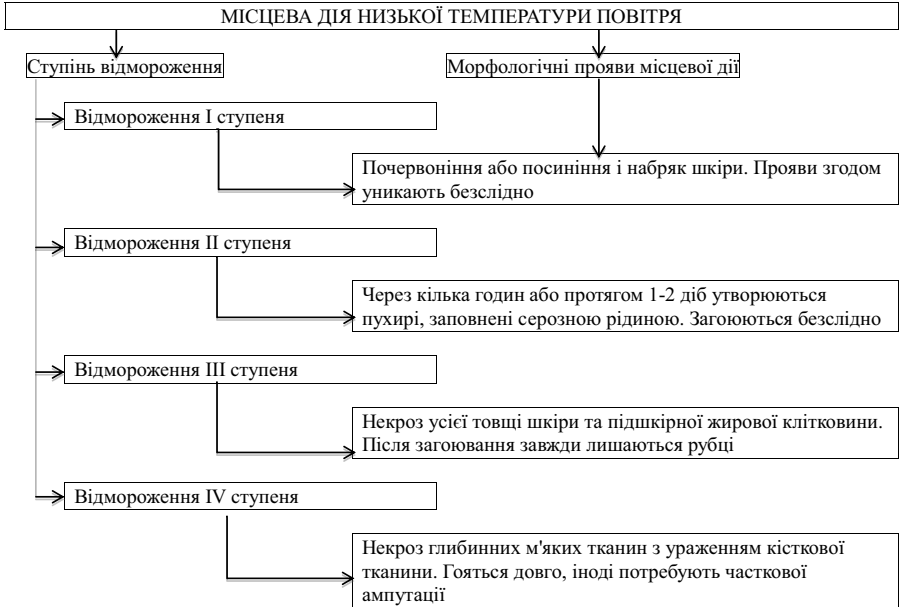 МІСЦЕВА ДІЯ НИЗЬКОЇ ТЕМПЕРАТУРИ ПОВІТРЯ
Ступінь відмороження
Морфологічні прояви місцевої дії
Відмороження І ступеня
Почервоніння або посиніння і набряк шкіри. Прояви згодом
уникають безслідно
Відмороження ІІ ступеня
Через кілька годин або протягом 1-2 діб утворюються
пухирі, заповнені серозною рідиною. Загоюються безслідно
Відмороження ІІІ ступеня
Некроз усієї товщі шкіри та підшкірної жирової клітковини.
Після загоювання завжди лишаються рубці
Відмороження IV ступеня
Некроз глибинних м'яких тканин з ураженням кісткової
тканини. Гояться довго, іноді потребують часткової
ампутації